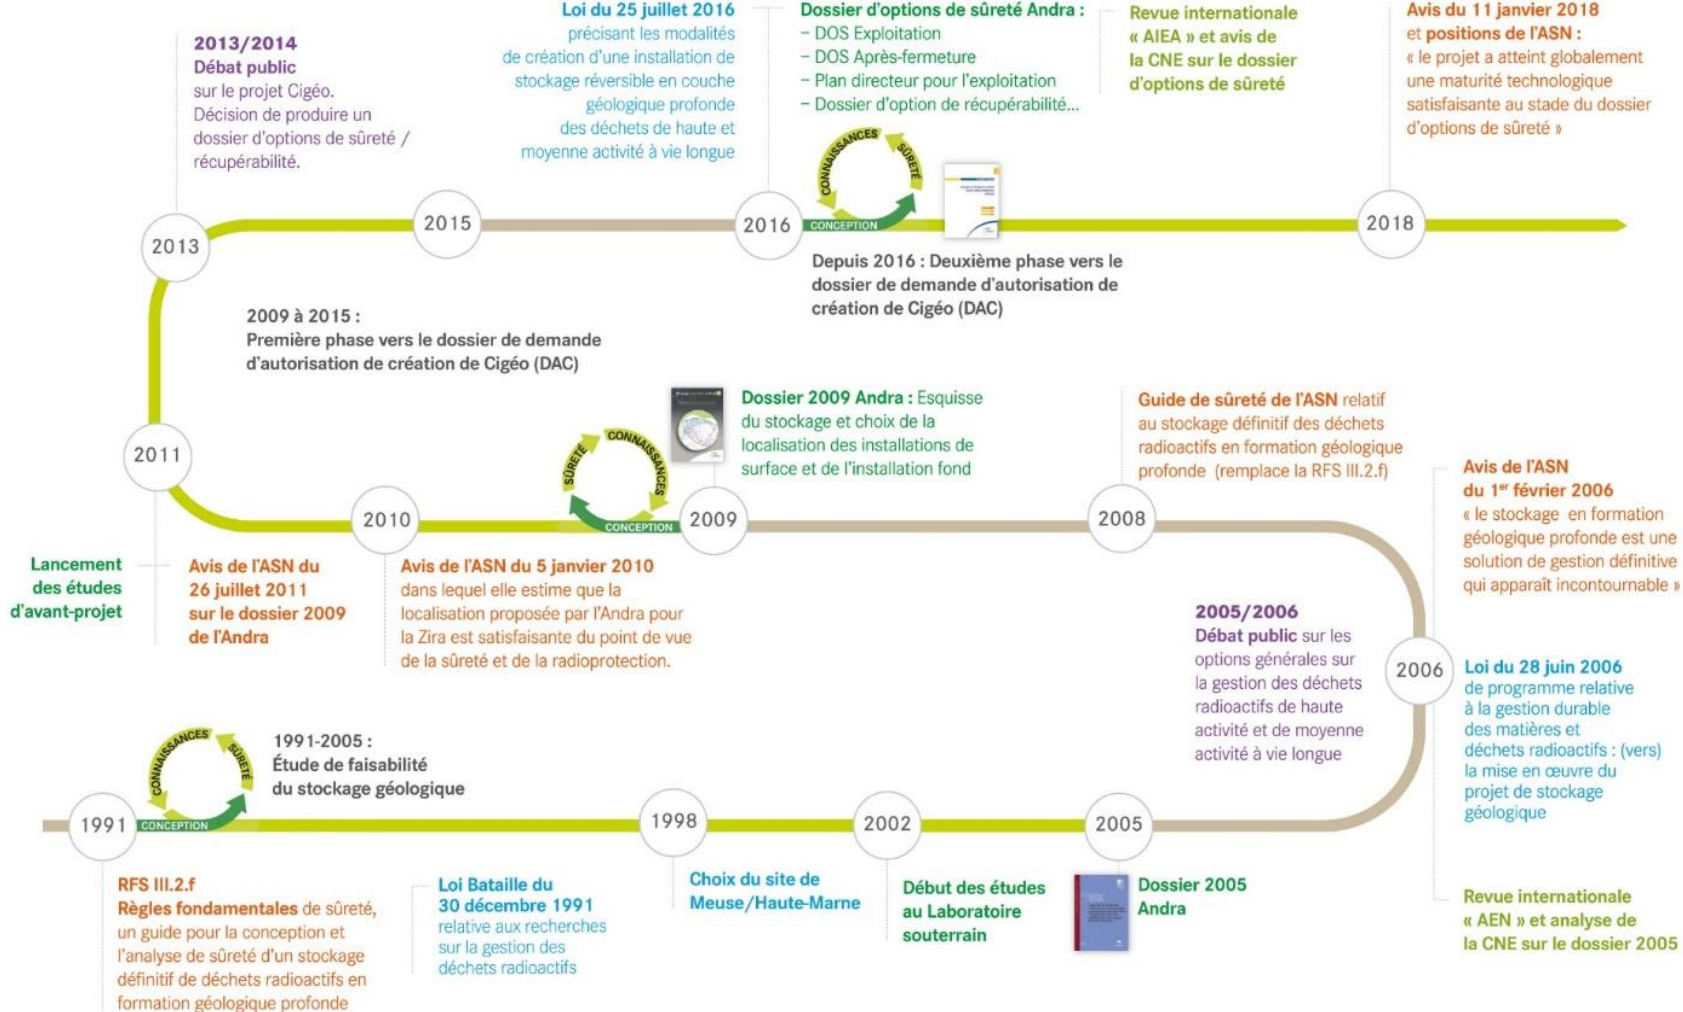 Loi du 25 juillet 2016
précisant les modalités
de création d'une installation de
stockage réversible en couche
géologique profonde
des déchets de haute et
moyenne activité à vie longue
Dossier d'options de sûreté Andra :
– DOS Exploitation
– DOS Après-fermeture
– Plan directeur pour l'exploitation
– Dossier d'option de récupérabilité...
Revue internationale
« AIEA » et avis de
la CNE sur le dossier
d'options de sûreté
Avis du 11 janvier 2018
et positions de l'ASN :
« le projet a atteint globalement
une maturité technologique
satisfaisante au stade du dossier
d'options de sûreté »
2013/2014
Débat public
sur le projet Cigéo.
Décision de produire un
dossier d'options de sûreté /
récupérabilité.
CONNAISSANCES
SÛRETÉ
CONCEPTION
2013
2015
2016
2018
Depuis 2016 : Deuxième phase vers le
dossier de demande d'autorisation de
création de Cigéo (DAC)
2009 à 2015 :
Première phase vers le dossier de demande
d'autorisation de création de Cigéo (DAC)
Dossier 2009 Andra : Esquisse
du stockage et choix de la
localisation des installations de
surface et de l'installation fond
Guide de sûreté de l'ASN relatif
au stockage définitif des déchets
radioactifs en formation géologique
profonde (remplace la RFS III.2.f)
SÛRETÉ
CONNAISSANCES
CONCEPTION
2011
2010
2009
2008
Avis de l'ASN
du 1er février 2006
« le stockage en formation
géologique profonde est une
solution de gestion définitive
qui apparaît incontournable »
Lancement
des études
d'avant-projet
Avis de l'ASN du
26 juillet 2011
sur le dossier 2009
de l'Andra
Avis de l'ASN du 5 janvier 2010
dans lequel elle estime que la
localisation proposée par l'Andra pour
la Zira est satisfaisante du point de vue
de la sûreté et de la radioprotection.
2005/2006
Débat public sur les
options générales sur
la gestion des déchets
radioactifs de haute
activité et de moyenne
activité à vie longue
2006
Loi du 28 juin 2006
de programme relative
à la gestion durable
des matières et
déchets radioactifs : (vers)
la mise en œuvre du
projet de stockage
géologique
CONNAISSANCES
SÛRETÉ
CONCEPTION
1991-2005 :
Étude de faisabilité
du stockage géologique
1991
1998
2002
2005
RFS III.2.f
Règles fondamentales de sûreté,
un guide pour la conception et
l'analyse de sûreté d'un stockage
définitif de déchets radioactifs en
formation géologique profonde
Loi Bataille du
30 décembre 1991
relative aux recherches
sur la gestion des
déchets radioactifs
Choix du site de
Meuse/Haute-Marne
Début des études
au Laboratoire
souterrain
Dossier 2005
Andra
Revue internationale
« AEN » et analyse de
la CNE sur le dossier 2005